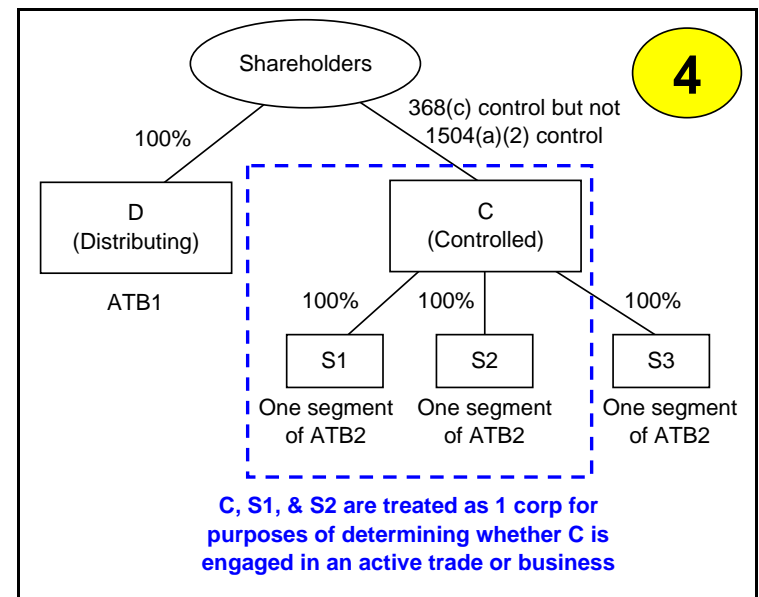 Shareholders
4
368(c) control but not
1504(a)(2) control
100%
D
(Distributing)
C
(Controlled)
ATB1
100%
100%
100%
S1
S2
S3
One segment
of ATB2
One segment
of ATB2
One segment
of ATB2
C, S1, & S2 are treated as 1 corp for
purposes of determining whether C is
engaged in an active trade or business